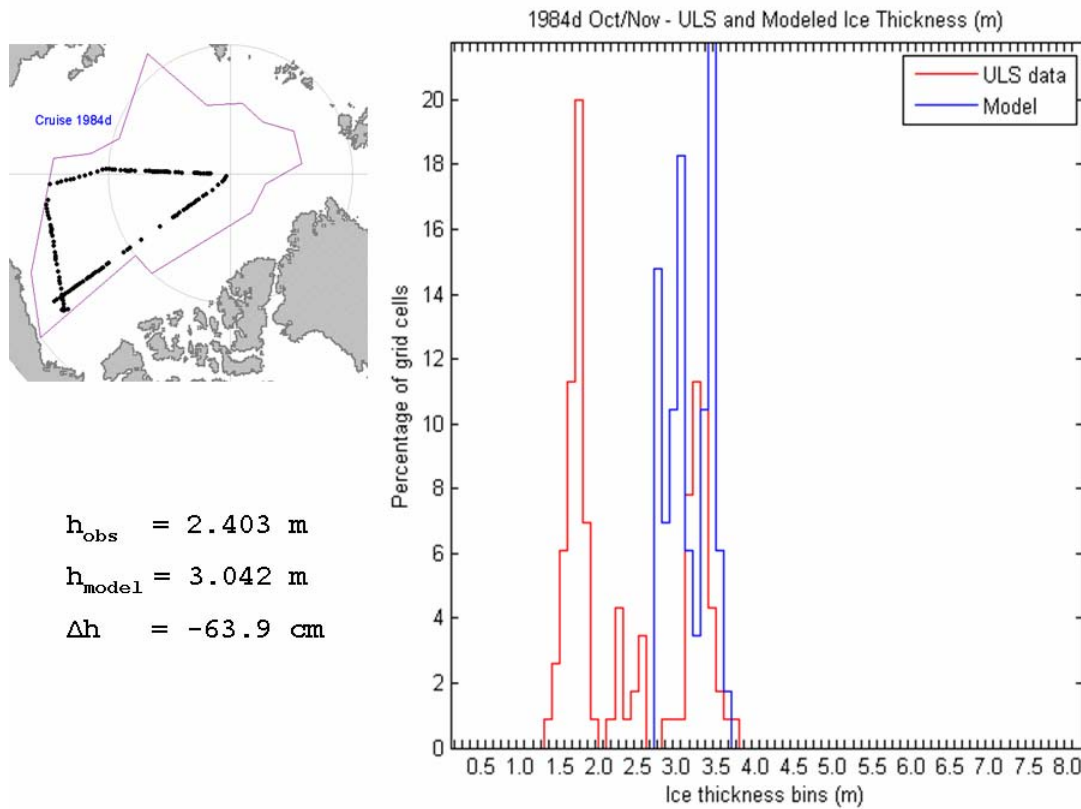 1984d Oct/Nov - ULS and Modeled Ice Thickness (m)
Cruise 1984d
ULS data
Model
Percentage of grid cells
20
18
16
14
12
10
8
6
4
2
0
0.5 1.0 1.5 2.0 2.5 3.0 3.5 4.0 4.5 5.0 5.5 6.0 6.5 7.0 7.5 8.0
Ice thickness bins (m)
h_obs = 2.403 m
h_model = 3.042 m
Δh = -63.9 cm